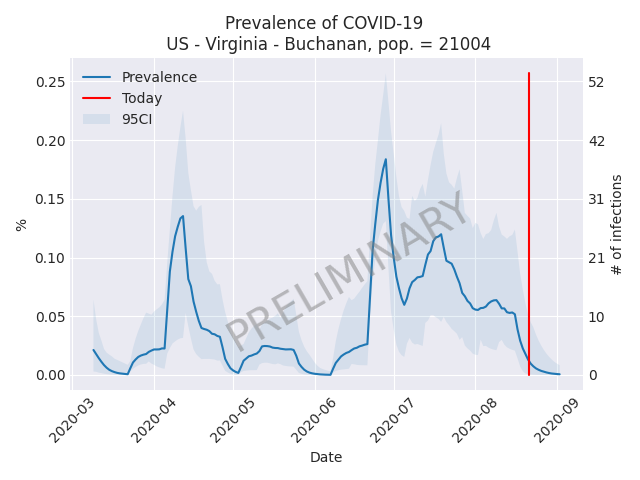 Prevalence of COVID-19
US - Virginia - Buchanan, pop. = 21004
Prevalence
Today
95CI
PRELIMINARY
0.25
0.20
0.15
0.10
0.05
0.00
%
52
42
31
21
10
0
# of infections
2020-03
2020-04
2020-05
2020-06
2020-07
2020-08
2020-09
Date